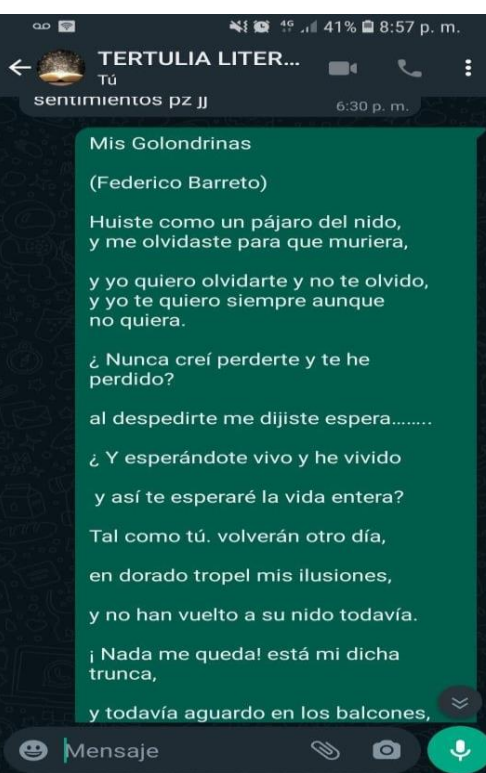 4G 41% 8:57 p. m.
TERTULIA LITER...
Tú
sentimientos pz jj
6:30 p. m.
Mis Golondrinas
(Federico Barreto)
Huiste como un pájaro del nido,
y me olvidaste para que muriera,
y yo quiero olvidarte y no te olvido,
y yo te quiero siempre aunque
no quiera.
¿ Nunca creí perderte y te he
perdido?
al despedirte me dijiste espera........
¿ Y esperándote vivo y he vivido
y así te esperaré la vida entera?
Tal como tú. volverán otro día,
en dorado tropel mis ilusiones,
y no han vuelto a su nido todavía.
¡ Nada me queda! está mi dicha
trunca,
y todavía aguardo en los balcones,
Mensaje